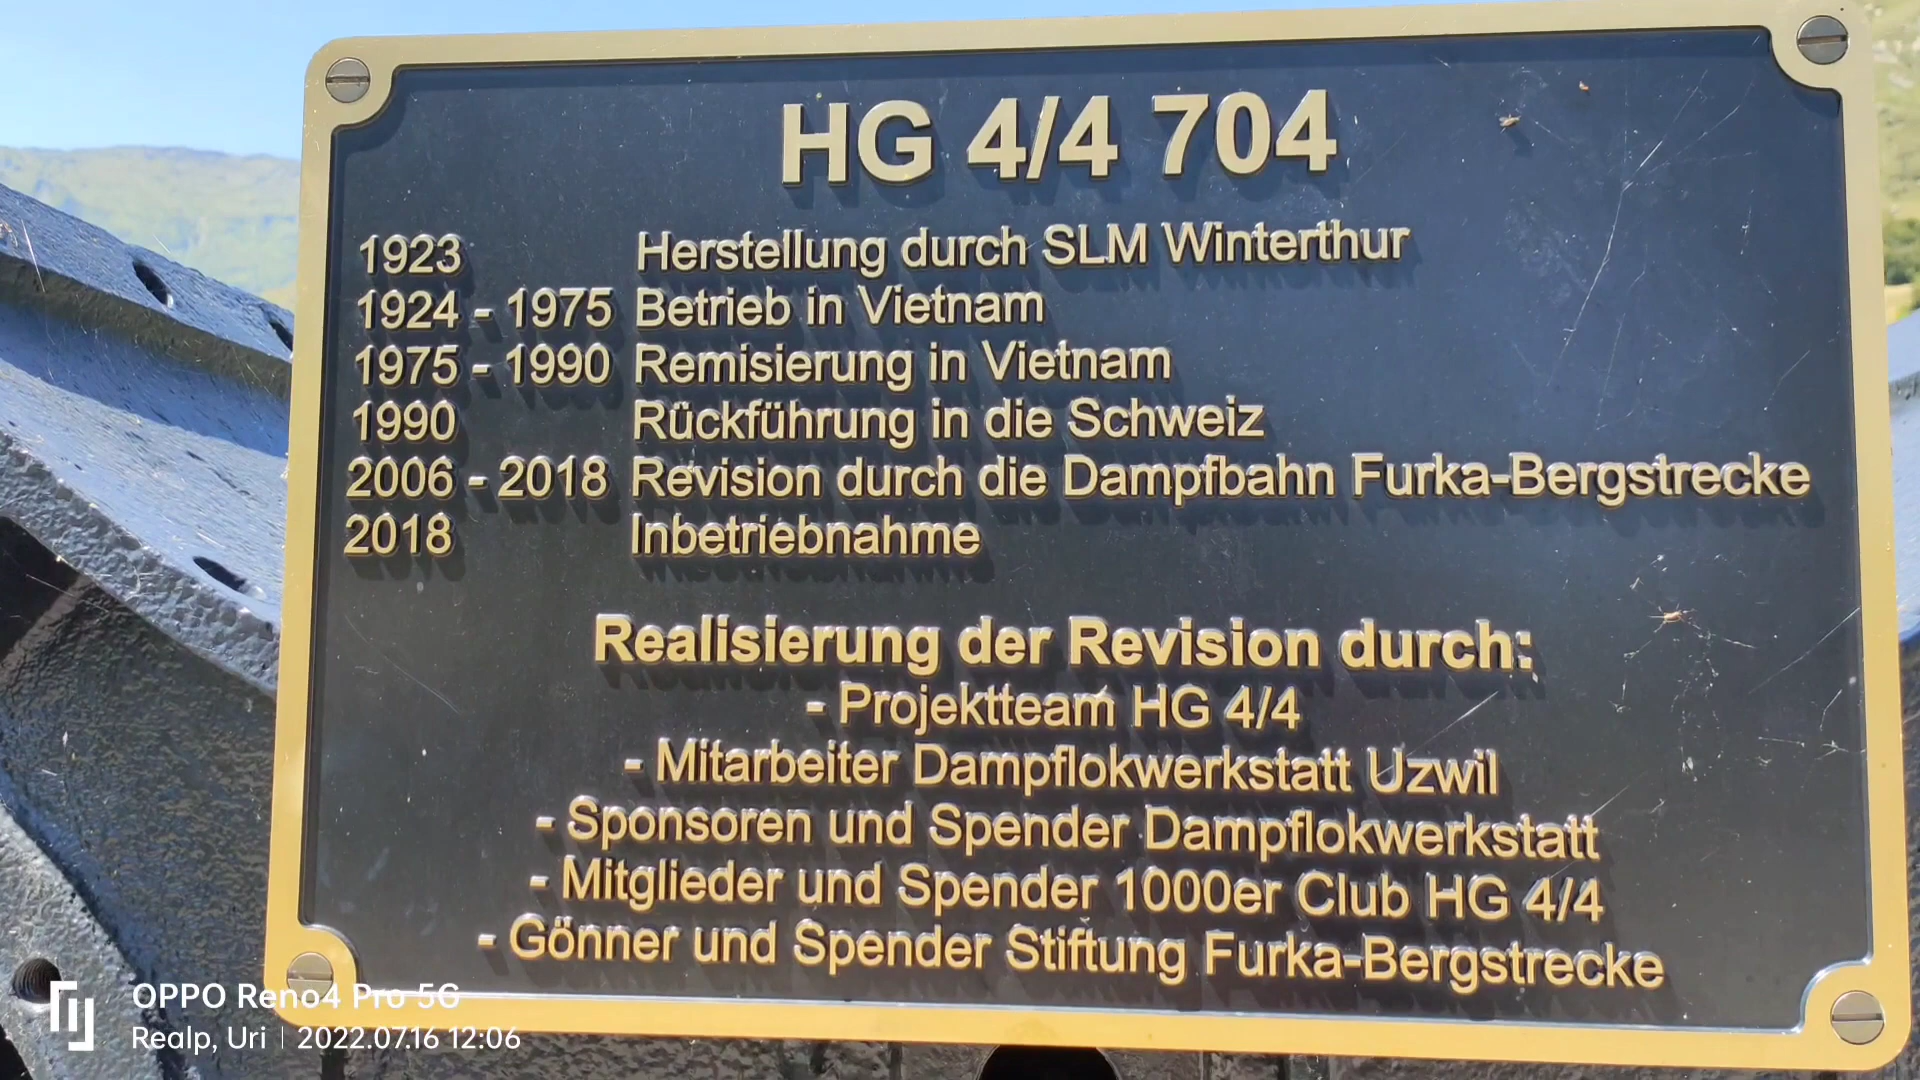 HG 4/4 704
1923 Herstellung durch SLM Winterthur
1924 - 1975 Betrieb in Vietnam
1975 - 1990 Remisierung in Vietnam
1990 Rückführung in die Schweiz
2006 - 2018 Revision durch die Dampfbahn Furka-Bergstrecke
2018 Inbetriebnahme
Realisierung der Revision durch:
- Projektteam HG 4/4
- Mitarbeiter Dampflokwerkstatt Uzwil
- Sponsoren und Spender Dampflokwerkstatt
- Mitglieder und Spender 1000er Club HG 4/4
- Gönner und Spender Stiftung Furka-Bergstrecke
OPPO Reno4 Pro 5G
Realp, Uri | 2022.07.16 12:06